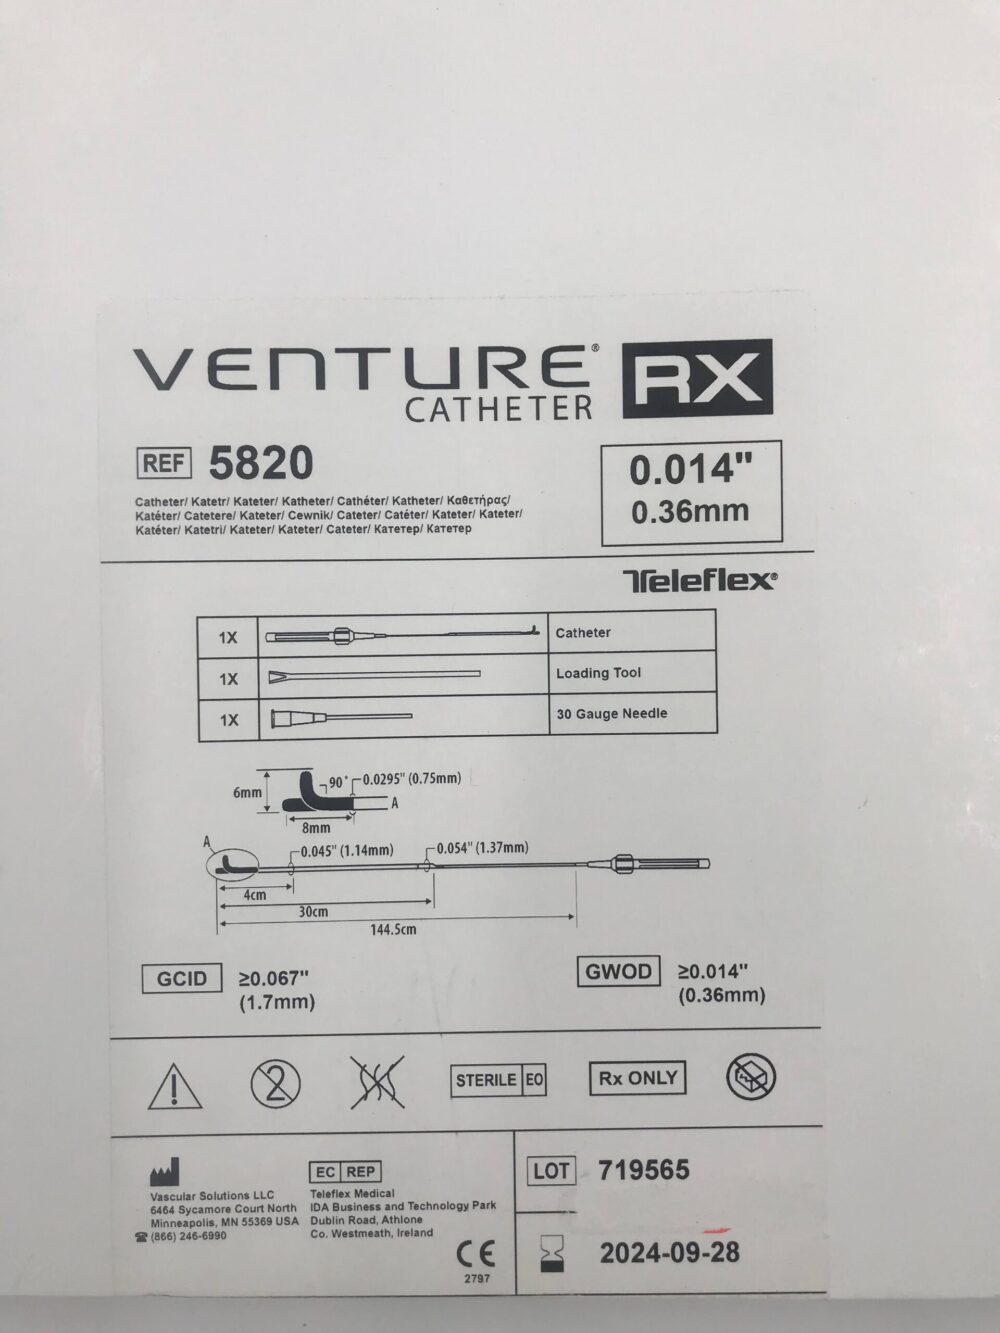 VENTURE® RX
CATHETER
REF 5820
0.014"
0.36mm
Catheter/ Katetr/ Kateter/ Katheter/ Cathéter/ Katheter/ Καθετήρας/
Katéter/ Catetere/ Kateter/ Cewnik/ Cateter/ Catéter/ Kateter/ Kateter/
Katéter/ Katetri/ Kateter/ Kateter/ Cateter/ Катетер/ Катетер
Teleflex®
1X Catheter
1X Loading Tool
1X 30 Gauge Needle
90° 0.0295" (0.75mm)
6mm
A
8mm
A
0.045" (1.14mm) 0.054" (1.37mm)
4cm
30cm
144.5cm
GCID ≥0.067"
(1.7mm)
GWOD ≥0.014"
(0.36mm)
2
STERILE EO
Rx ONLY
Vascular Solutions LLC
6464 Sycamore Court North
Minneapolis, MN 55369 USA
(866) 246-6990
EC REP
Teleflex Medical
IDA Business and Technology Park
Dublin Road, Athlone
Co. Westmeath, Ireland
CE
2797
LOT 719565
2024-09-28